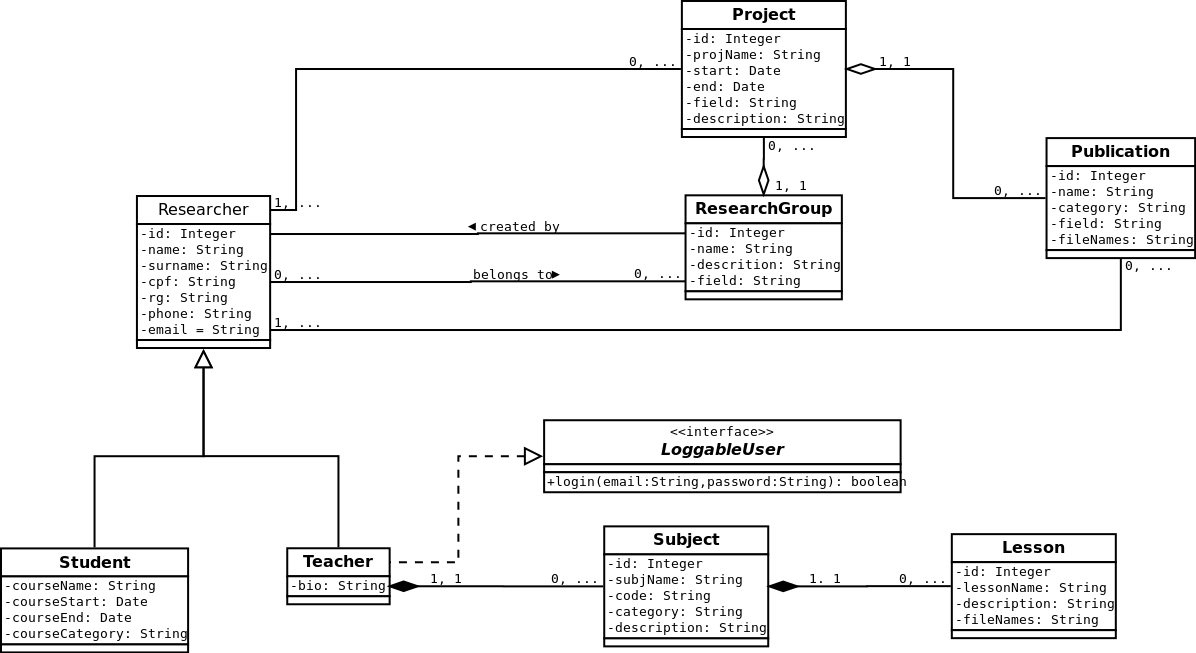 Project
-id: Integer
-projName: String
-start: Date
-end: Date
-field: String
-description: String
0, ...
1, 1
0, ...
1, 1
Publication
-id: Integer
-name: String
-category: String
-field: String
-fileNames: String
0, ...
0, ...
Researcher
-id: Integer
-name: String
-surname: String
-cpf: String
-rg: String
-phone: String
-email = String
1, ...
0, ...
1, ...
created by
belongs to
0, ...
ResearchGroup
-id: Integer
-name: String
-descrition: String
-field: String
<<interface>>
LoggableUser
+login(email:String,password:String): boolean
Student
-courseName: String
-courseStart: Date
-courseEnd: Date
-courseCategory: String
Teacher
-bio: String
1, 1
0, ...
Subject
-id: Integer
-subjName: String
-code: String
-category: String
-description: String
1. 1
0, ...
Lesson
-id: Integer
-lessonName: String
-description: String
-fileNames: String